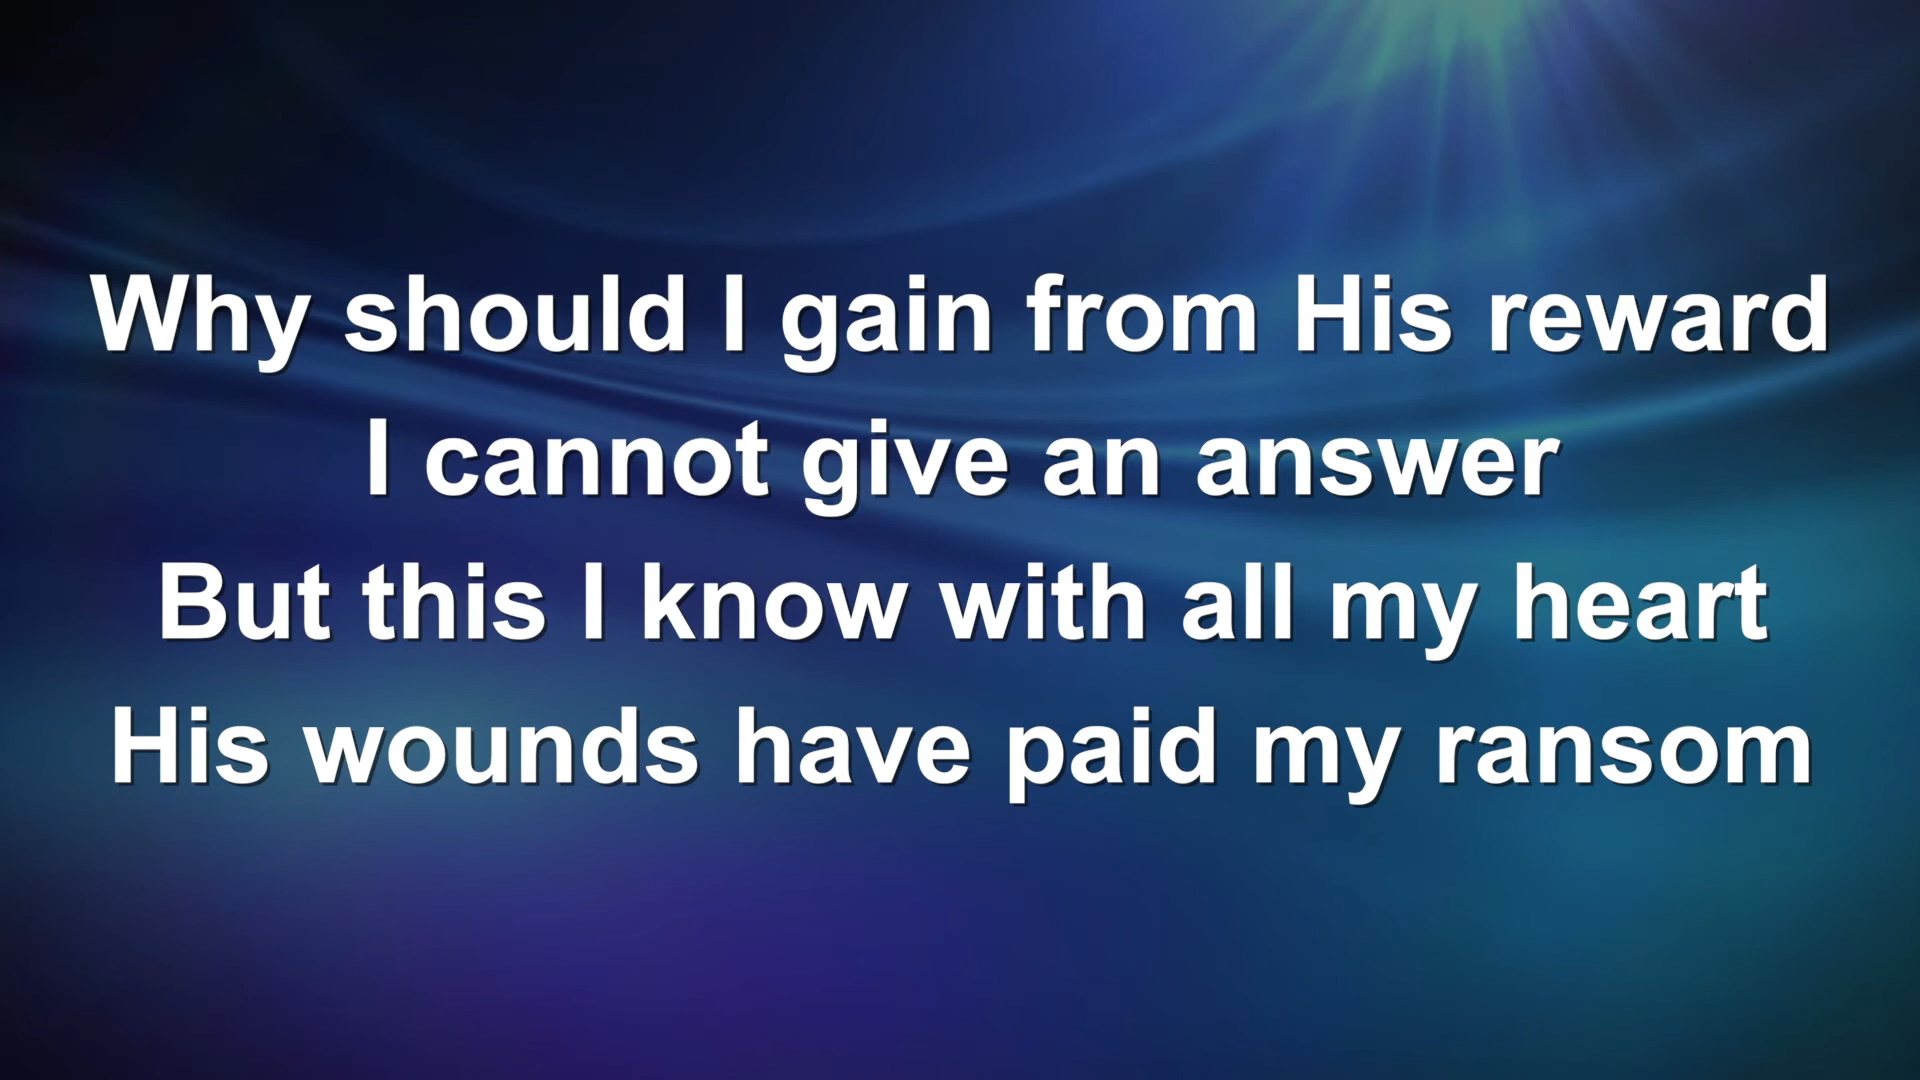 Why should I gain from His reward
I cannot give an answer
But this I know with all my heart
His wounds have paid my ransom